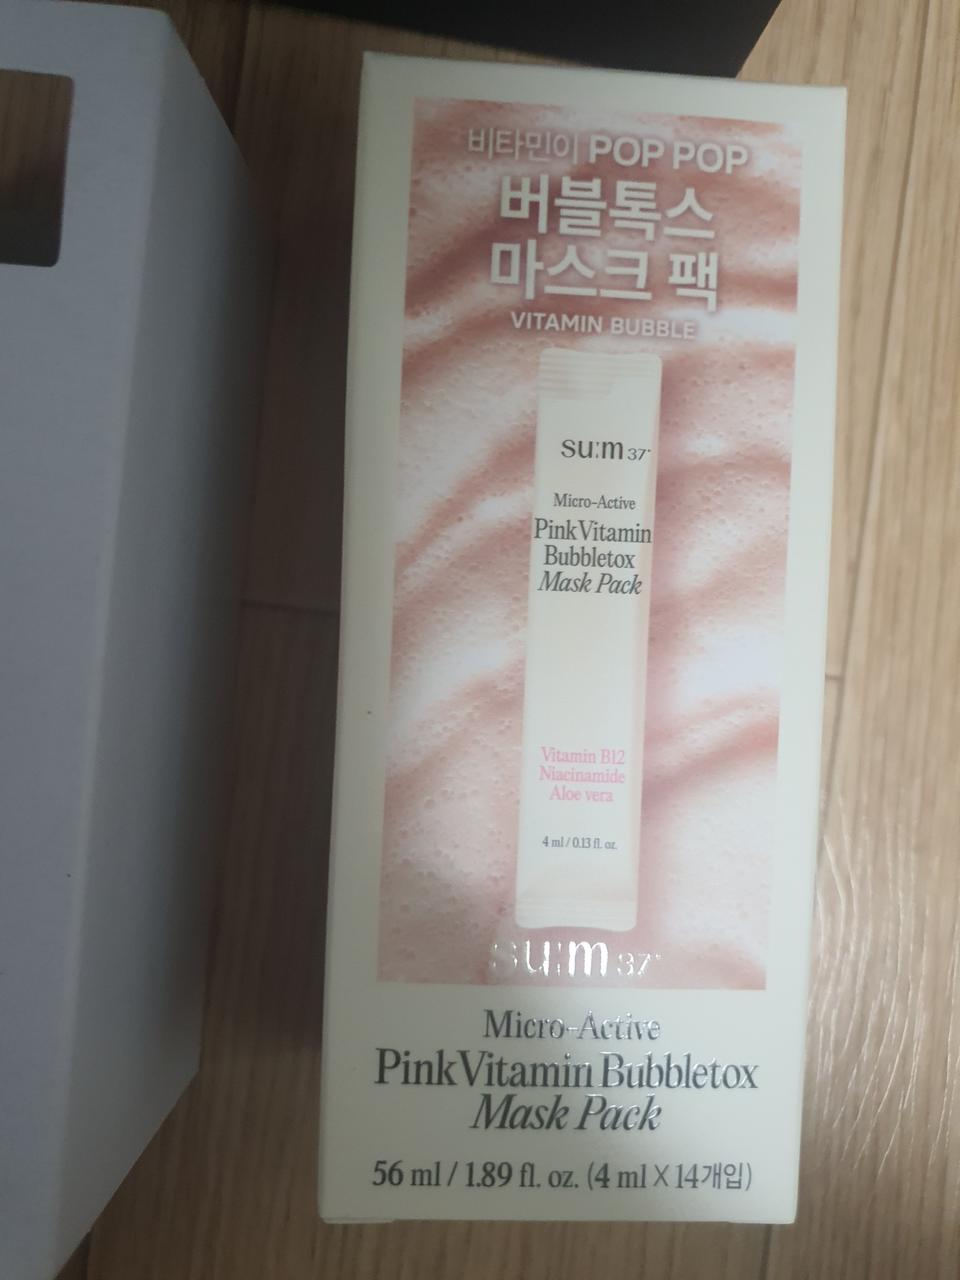 비타민이 POP POP
버블톡스
마스크 팩
VITAMIN BUBBLE
su:m37°
Micro-Active
Pink Vitamin
Bubbletox
Mask Pack
Vitamin B12
Niacinamide
Aloe vera
4 ml / 0.13 fl. oz.
su:m37°
Micro-Active
Pink Vitamin Bubbletox
Mask Pack
56 ml / 1.89 fl. oz. (4 ml X 14개입)